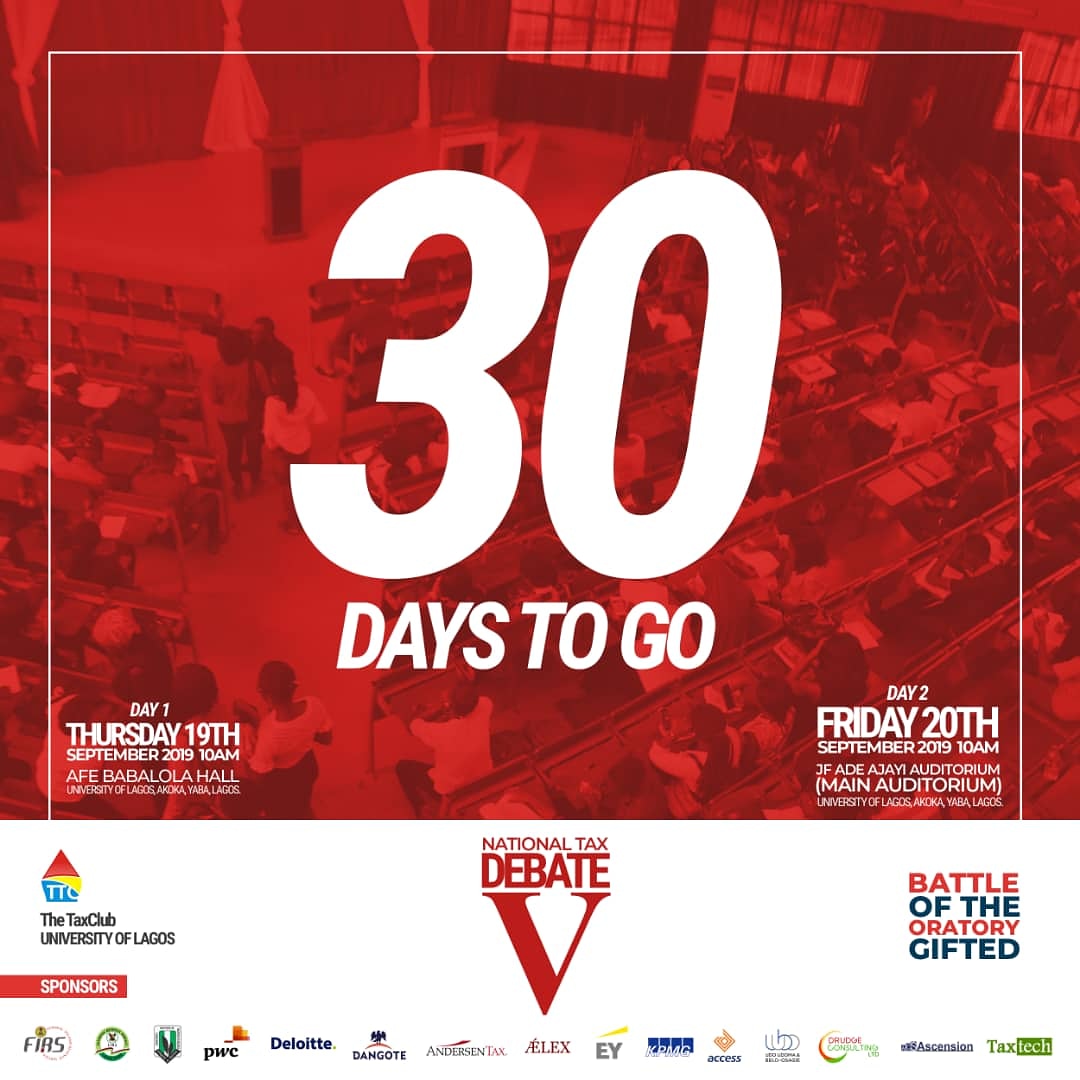 30
DAYS TO GO
DAY 1
THURSDAY 19TH
SEPTEMBER 2019 10AM
AFE BABALOLA HALL
UNIVERSITY OF LAGOS, AKOKA, YABA, LAGOS.
DAY 2
FRIDAY 20TH
SEPTEMBER 2019 10AM
JF ADE AJAYI AUDITORIUM
(MAIN AUDITORIUM)
UNIVERSITY OF LAGOS, AKOKA, YABA, LAGOS.
TTC
The TaxClub
UNIVERSITY OF LAGOS
NATIONAL TAX
DEBATE
V
BATTLE
OF THE
ORATORY
GIFTED
SPONSORS
FIRS
pwc
Deloitte.
DANGOTE
ANDERSEN TAX
ǼLEX
EY
KPMG
access
UDO UDOMA &
BELO-OSAGIE
DRUDGE
CONSULTING
LTD
Ascension
Taxtech